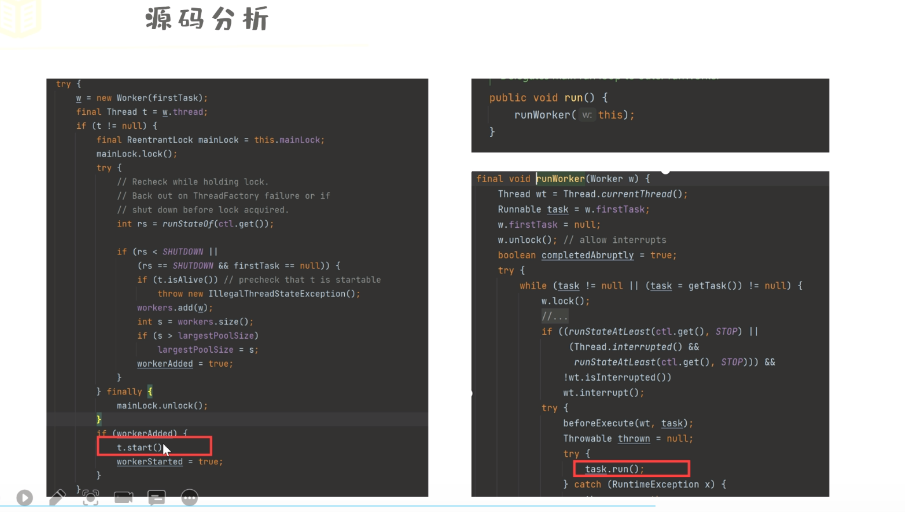 源码分析
try {
w = new Worker(firstTask);
final Thread t = w.thread;
if (t != null) {
final ReentrantLock mainLock = this.mainLock;
mainLock.lock();
try {
// Recheck while holding lock.
// Back out on ThreadFactory failure or if
// shut down before lock acquired.
int rs = runStateOf(ctl.get());
if (rs < SHUTDOWN ||
(rs == SHUTDOWN && firstTask == null)) {
if (t.isAlive()) // precheck that t is startable
throw new IllegalThreadStateException();
workers.add(w);
int s = workers.size();
if (s > largestPoolSize)
largestPoolSize = s;
workerAdded = true;
}
} finally {
mainLock.unlock();
}
if (workerAdded) {
t.start();
workerStarted = true;
}
}
public void run() {
runWorker( w: this);
}
final void runWorker(Worker w) {
Thread wt = Thread.currentThread();
Runnable task = w.firstTask;
w.firstTask = null;
w.unlock(); // allow interrupts
boolean completedAbruptly = true;
try {
while (task != null || (task = getTask()) != null) {
w.lock();
//...
if ((runStateAtLeast(ctl.get(), STOP) ||
(Thread.interrupted() &&
runStateAtLeast(ctl.get(), STOP))) &&
!wt.isInterrupted())
wt.interrupt();
try {
beforeExecute(wt, task);
Throwable thrown = null;
try {
task.run();
} catch (RuntimeException x) {